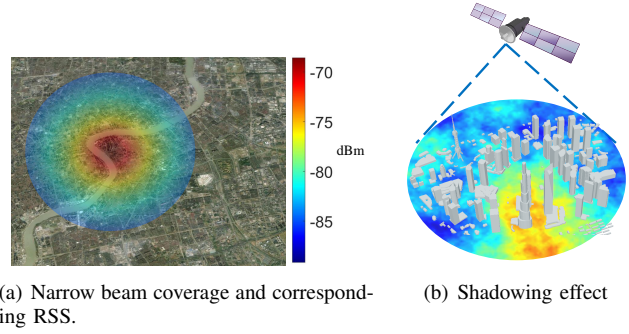 -70
-75
dBm
-80
-85
(a) Narrow beam coverage and correspond-
ing RSS.
(b) Shadowing effect